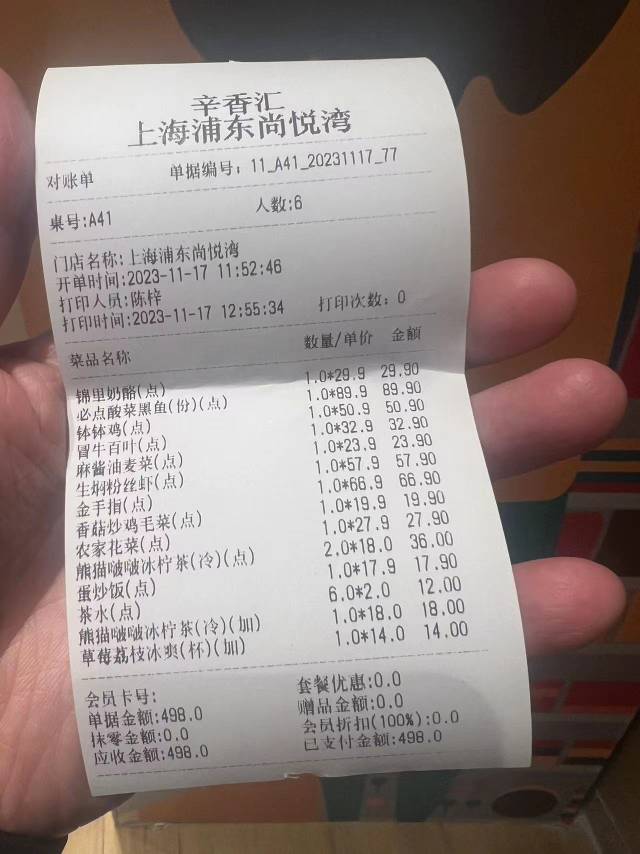 辛香汇
上海浦东尚悦湾
对账单 单据编号: 11_A41_20231117_77
桌号:A41 人数:6
门店名称:上海浦东尚悦湾
开单时间:2023-11-17 11:52:46
打印人员:陈梓
打印时间:2023-11-17 12:55:34 打印次数: 0
菜品名称 数量/单价 金额
锦里奶酪(点) 1.0*29.9 29.90
必点酸菜黑鱼(份)(点) 1.0*89.9 89.90
钵钵鸡(点) 1.0*50.9 50.90
冒牛百叶(点) 1.0*32.9 32.90
麻酱油麦菜(点) 1.0*23.9 23.90
生焖粉丝虾(点) 1.0*57.9 57.90
金手指(点) 1.0*66.9 66.90
香菇炒鸡毛菜(点) 1.0*19.9 19.90
农家花菜(点) 1.0*27.9 27.90
熊猫啵啵冰柠茶(冷)(点) 2.0*18.0 36.00
蛋炒饭(点) 1.0*17.9 17.90
茶水(点) 6.0*2.0 12.00
熊猫啵啵冰柠茶(冷)(加) 1.0*18.0 18.00
草莓荔枝冰爽(杯)(加) 1.0*14.0 14.00
会员卡号: 套餐优惠:0.0
单据金额:498.0 赠品金额:0.0
抹零金额:0.0 会员折扣(100%):0.0
应收金额:498.0 已支付金额:498.0